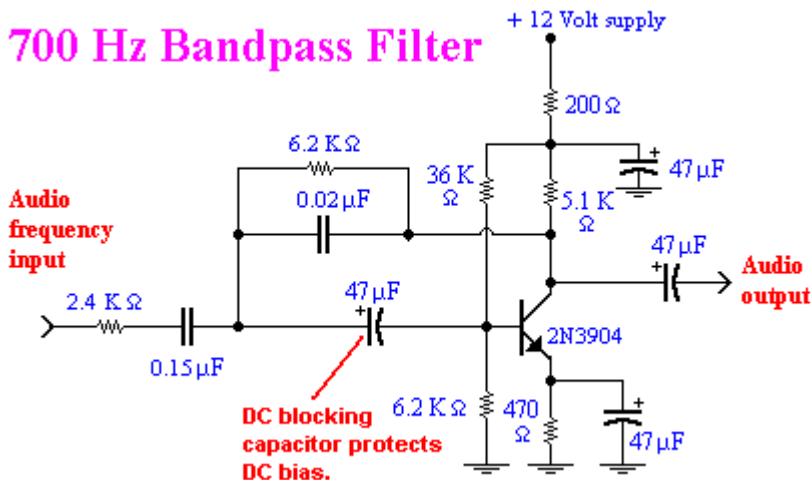 700 Hz Bandpass Filter
+ 12 Volt supply
200 Ω
6.2 K Ω
36 K
Ω
+
47 µF
Audio
frequency
input
0.02 µF
5.1 K
Ω
47 µF
+
Audio
output
2.4 K Ω
47 µF
+
2N3904
0.15 µF
DC blocking
capacitor protects
DC bias.
6.2 K Ω
470
Ω
+
47 µF